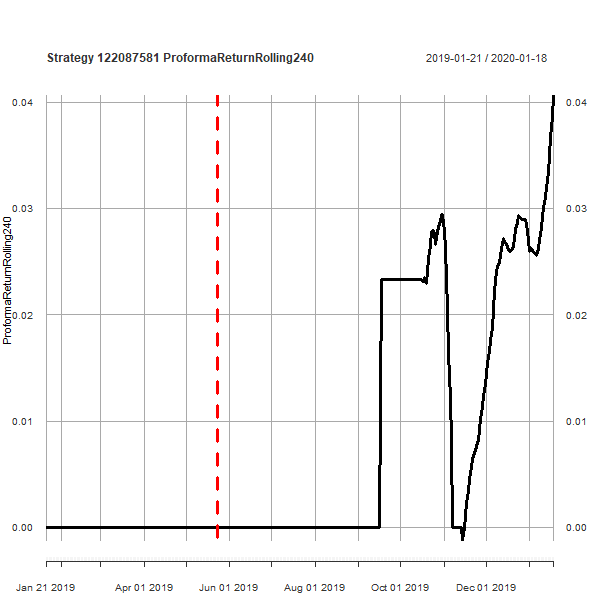 Strategy 122087581 ProformaReturnRolling240
2019-01-21 / 2020-01-18
0.04
0.04
0.03
0.03
ProformaReturnRolling240
0.02
0.02
0.01
0.01
0.00
0.00
Jan 21 2019
Apr 01 2019
Jun 01 2019
Aug 01 2019
Oct 01 2019
Dec 01 2019